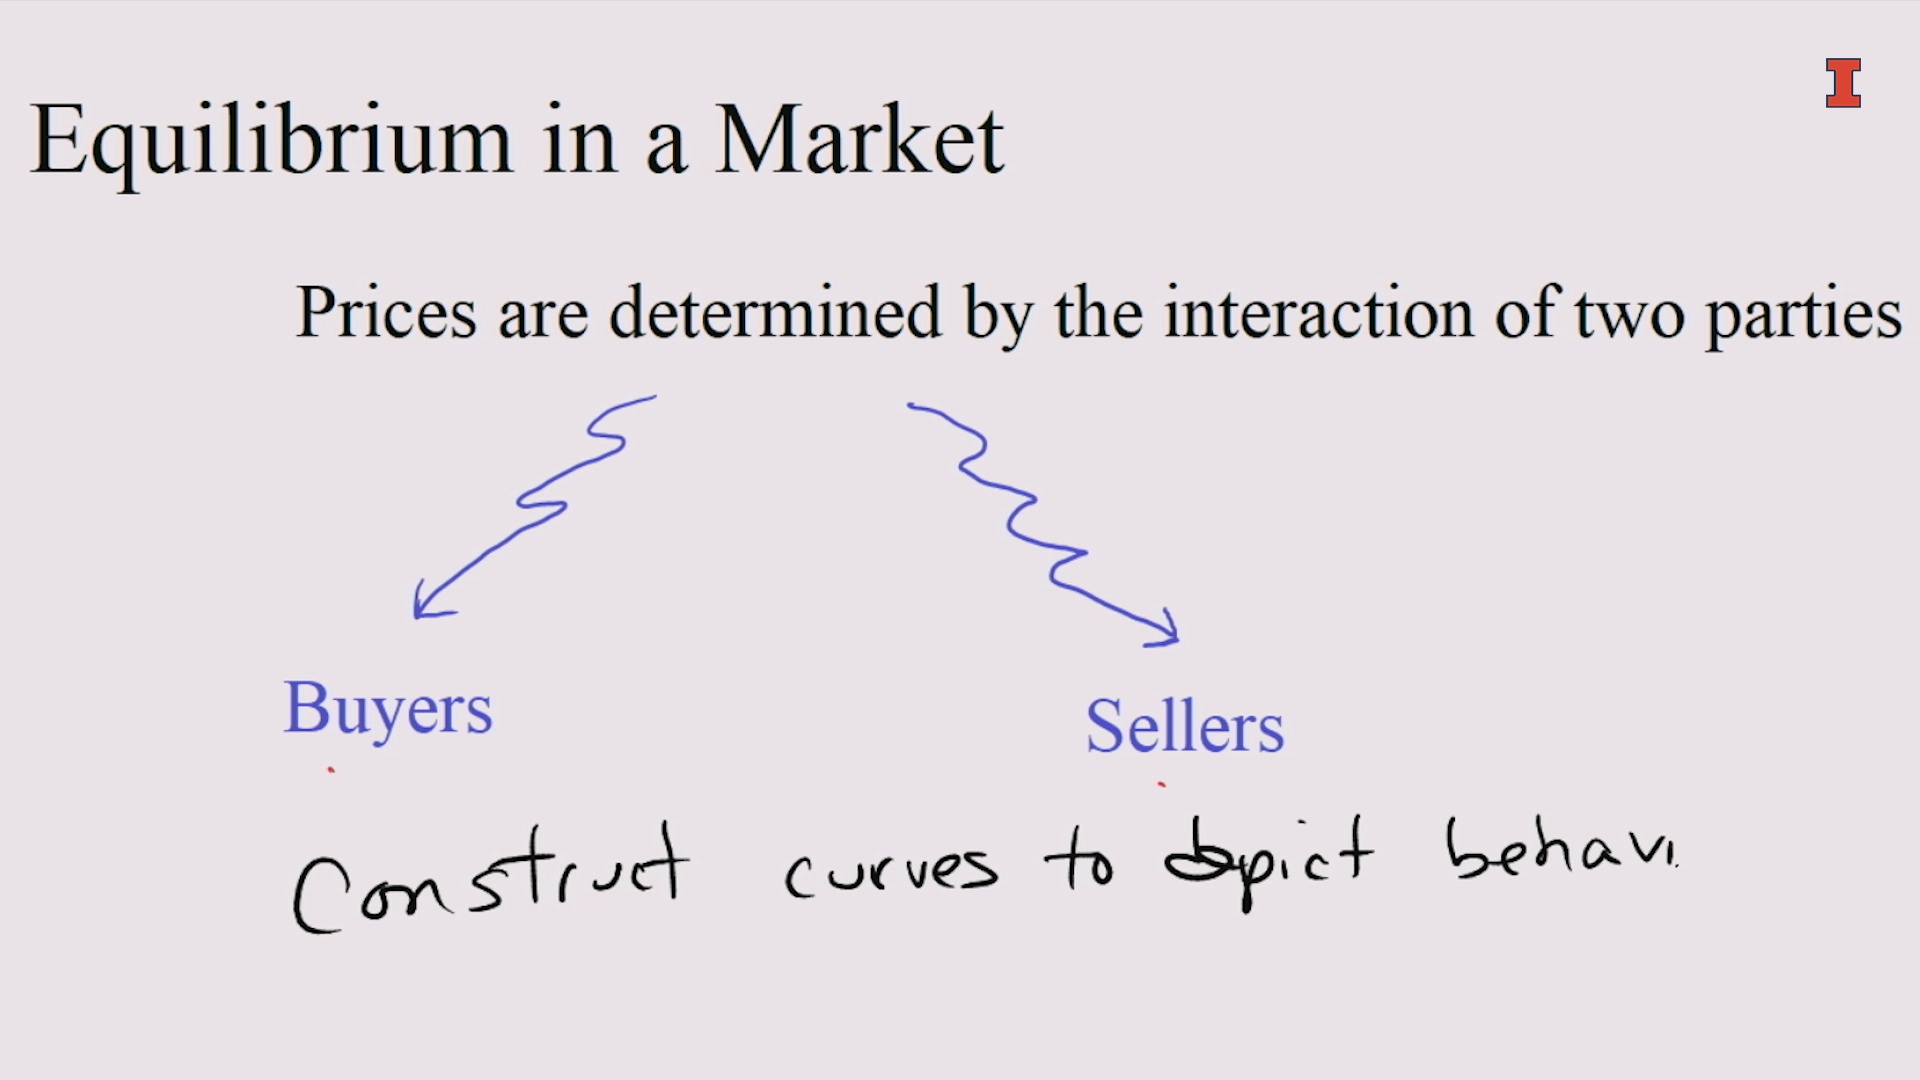 I
Equilibrium in a Market
Prices are determined by the interaction of two parties
Buyers
Sellers
Construct curves to depict behavi